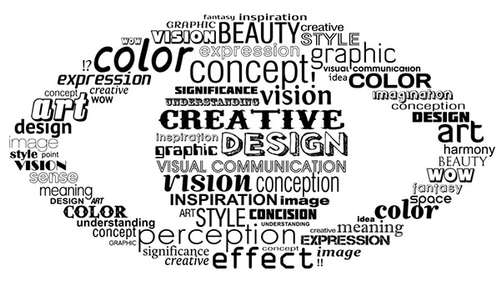 fantasy inspiration
GRAPHIC BEAUTY creative
wow VISION STYLE
color expression graphic
!? concept! visual communication
expression idea COLOR
concept creative SIGNIFICANCE vision imagination
art wow UNDERSTANDING conception
design CREATIVE DESIGN
image inspiration DESIGN art
style point graphic harmony
VISION VISUAL COMMUNICATION BEAUTY
sense vision conception wow
meaning fantasy
DESIGN ART INSPIRATION image space
COLOR ART STYLE CONCISION idea color
understanding UNDERSTANDING
concept perception creative meaning
GRAPHIC EXPRESSION
significance concept image
creative effect !!